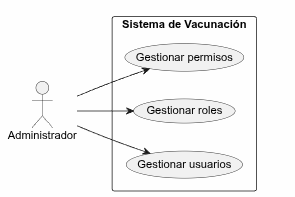 Sistema de Vacunación
Gestionar permisos
Gestionar roles
Administrador
Gestionar usuarios